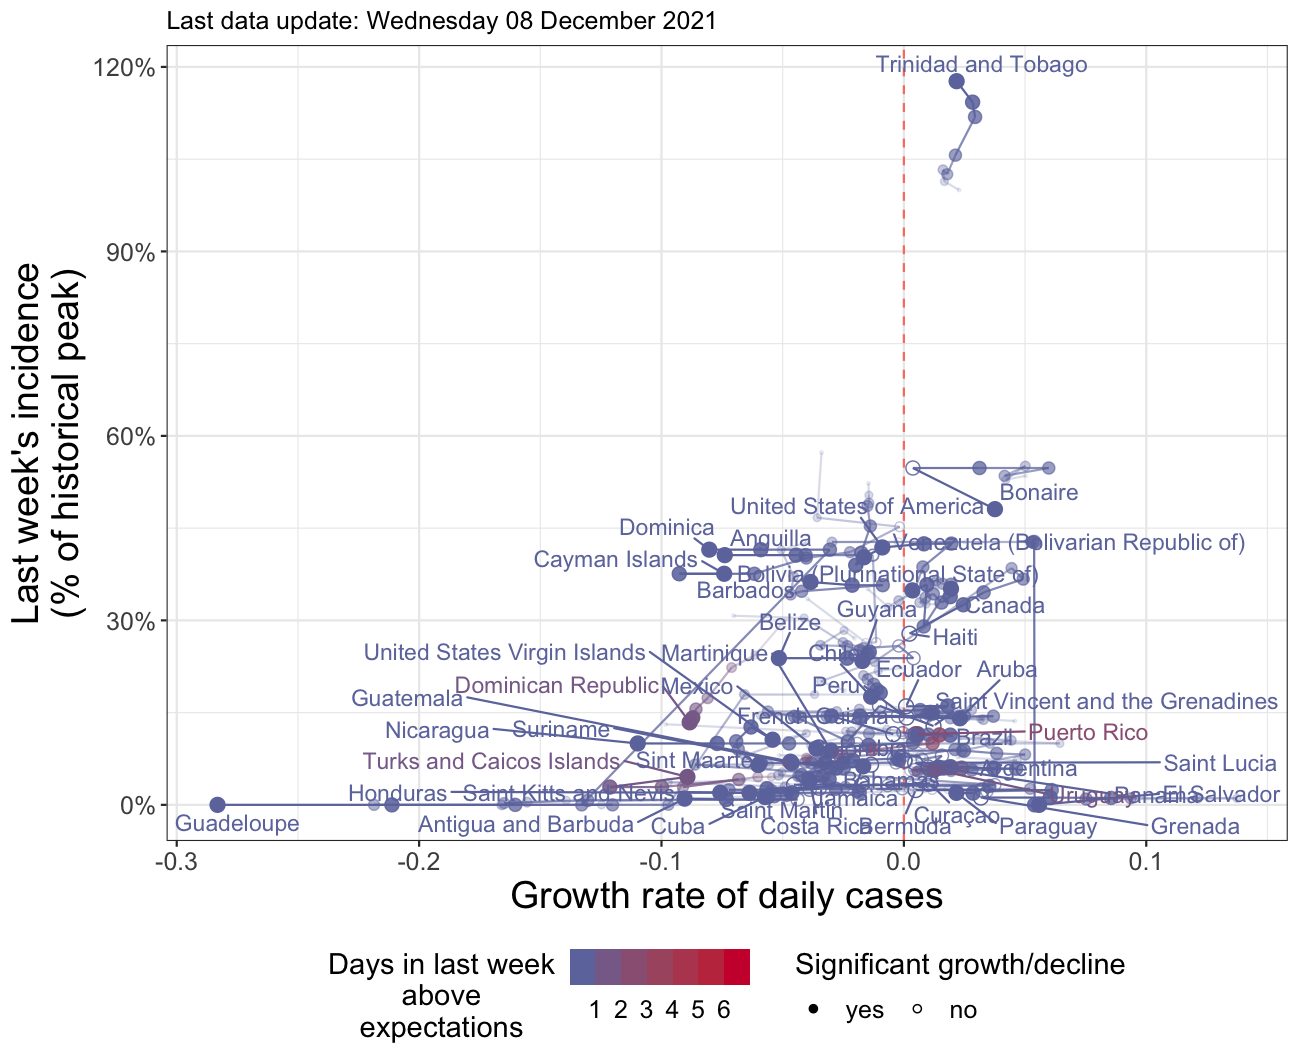 Last data update: Wednesday 08 December 2021
120%
90%
60%
30%
0%
Last week's incidence
(% of historical peak)
Trinidad and Tobago
Bonaire
United States of America
Dominica
Anguilla
Venezuela (Bolivarian Republic of)
Cayman Islands
Bolivia (Plurinational State of)
Barbados
Guyana
Canada
Belize
Haiti
United States Virgin Islands
Martinique
Chile
Ecuador
Aruba
Dominican Republic
Mexico
Peru
Guatemala
Saint Vincent and the Grenadines
French Guiana
Nicaragua
Suriname
Brazil
Puerto Rico
Turks and Caicos Islands
Sint Maarten
Saint Lucia
Argentina
Bahamas
Honduras
Saint Kitts and Nevis
Jamaica
Uruguay
Panama
El Salvador
Saint Martin
Curaçao
Guadeloupe
Antigua and Barbuda
Cuba
Costa Rica
Bermuda
Paraguay
Grenada
-0.3
-0.2
-0.1
0.0
0.1
Growth rate of daily cases
Days in last week
above
expectations
1 2 3 4 5 6
Significant growth/decline
yes
no